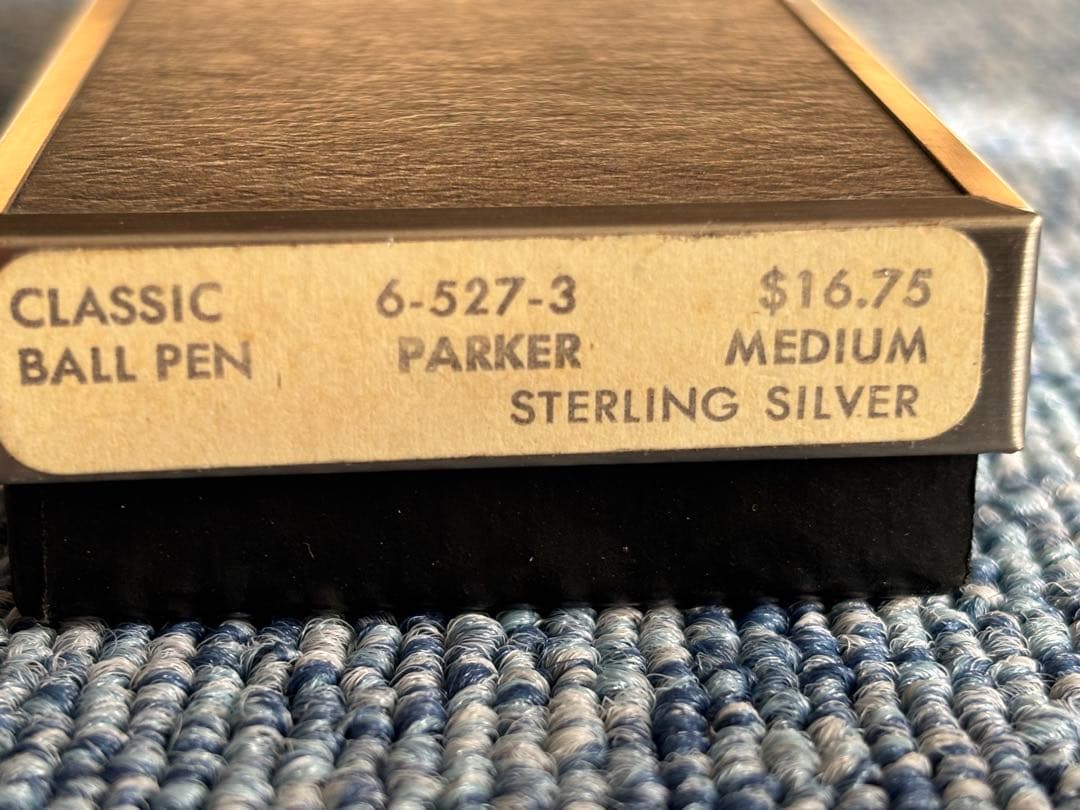 CLASSIC 6-527-3 $16.75
BALL PEN PARKER MEDIUM
STERLING SILVER